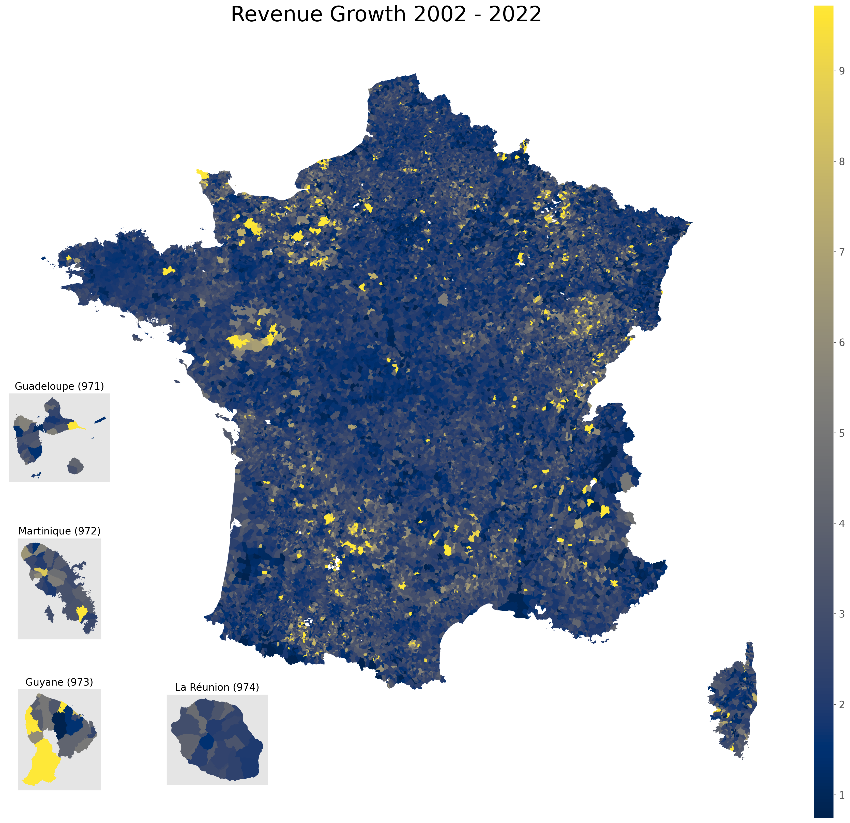 Revenue Growth 2002 - 2022
9
8
7
6
5
4
3
2
1
Guadeloupe (971)
Martinique (972)
Guyane (973)
La Réunion (974)